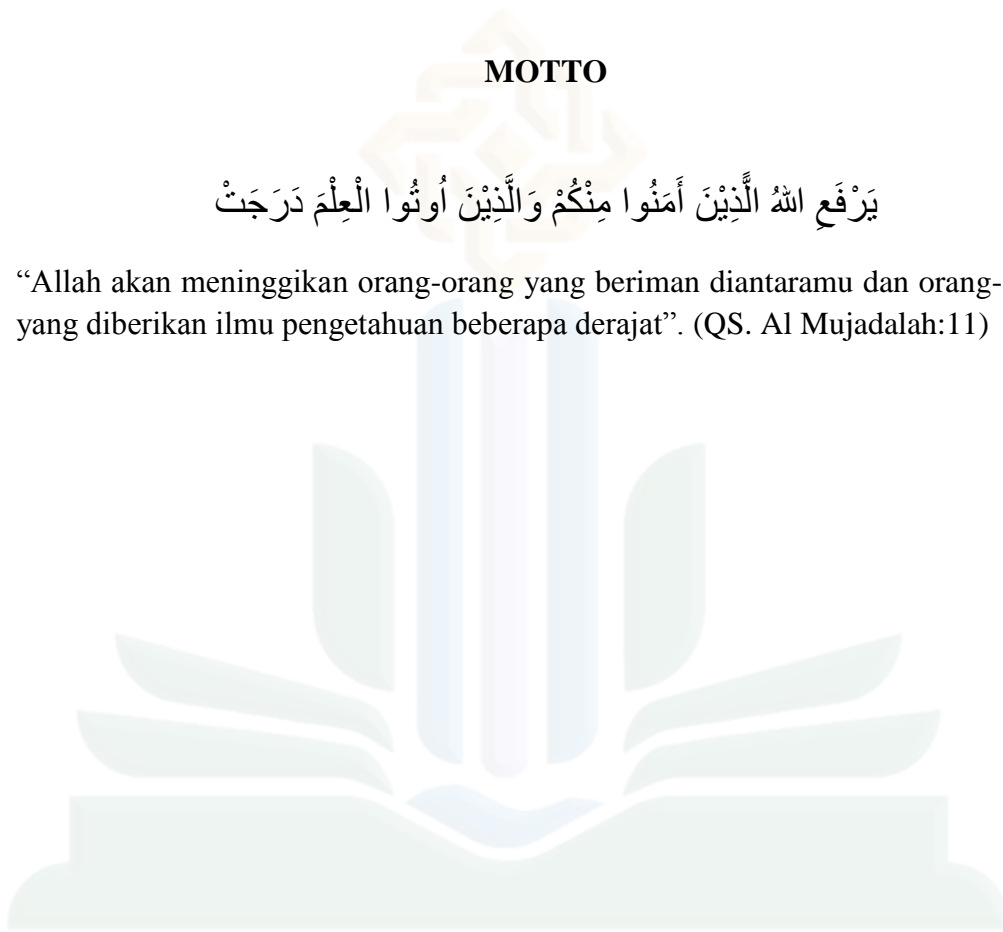 MOTTO
يَرْفَعِ اللهُ الَّذِيْنَ أَمَنُوا مِنْكُمْ وَالَّذِيْنَ اُوتُوا الْعِلْمَ دَرَجَتْ
“Allah akan meninggikan orang-orang yang beriman diantaramu dan orang-
yang diberikan ilmu pengetahuan beberapa derajat”. (QS. Al Mujadalah:11)